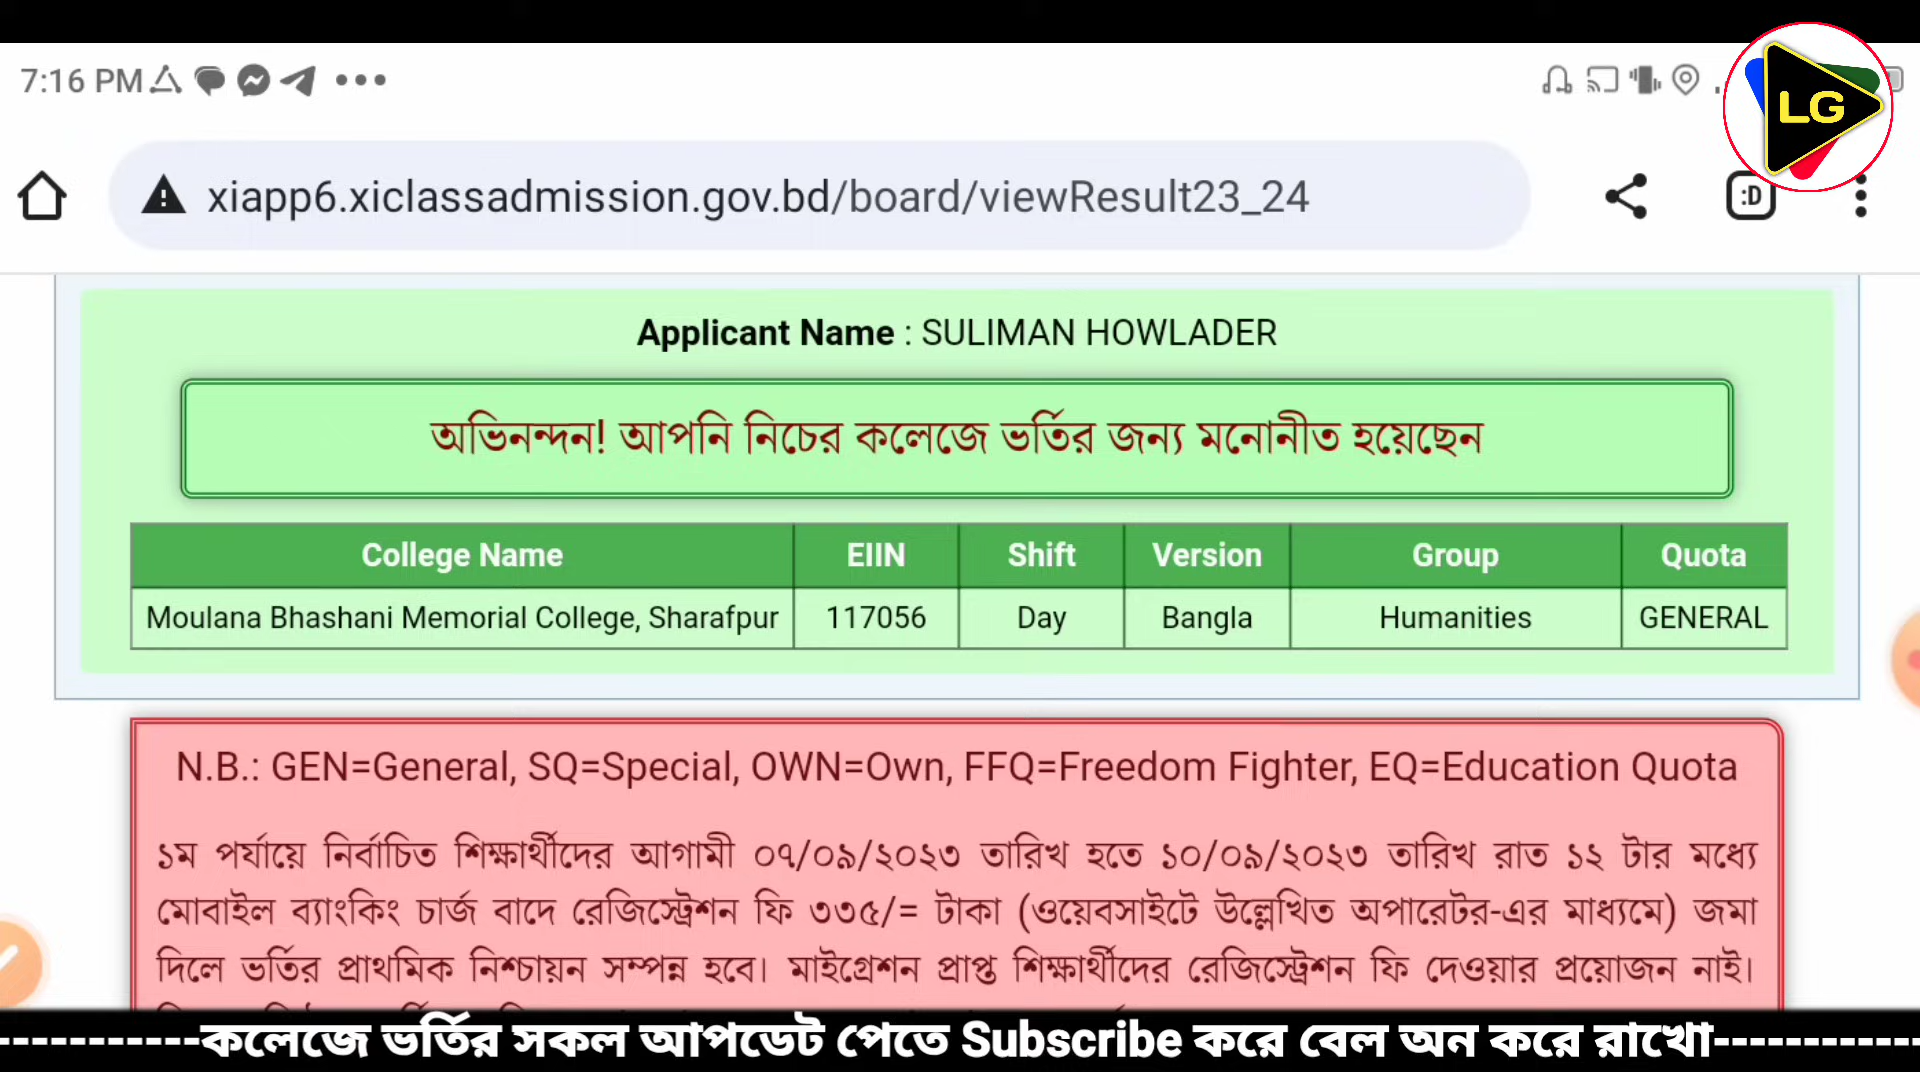 7:16 PM
LG
xiapp6.xiclassadmission.gov.bd/board/viewResult23_24
:D
Applicant Name : SULIMAN HOWLADER
অভিনন্দন! আপনি নিচের কলেজে ভর্তির জন্য মনোনীত হয়েছেন
College Name EIIN Shift Version Group Quota
Moulana Bhashani Memorial College, Sharafpur 117056 Day Bangla Humanities GENERAL
N.B.: GEN=General, SQ=Special, OWN=Own, FFQ=Freedom Fighter, EQ=Education Quota
১ম পর্যায়ে নির্বাচিত শিক্ষার্থীদের আগামী ০৭/০৯/২০২৩ তারিখ হতে ১০/০৯/২০২৩ তারিখ রাত ১২ টার মধ্যে
মোবাইল ব্যাংকিং চার্জ বাদে রেজিস্ট্রেশন ফি ৩৩৫/= টাকা (ওয়েবসাইটে উল্লেখিত অপারেটর-এর মাধ্যমে) জমা
দিলে ভর্তির প্রাথমিক নিশ্চায়ন সম্পন্ন হবে। মাইগ্রেশন প্রাপ্ত শিক্ষার্থীদের রেজিস্ট্রেশন ফি দেওয়ার প্রয়োজন নাই।
-----------কলেজে ভর্তির সকল আপডেট পেতে Subscribe করে বেল অন করে রাখো------------